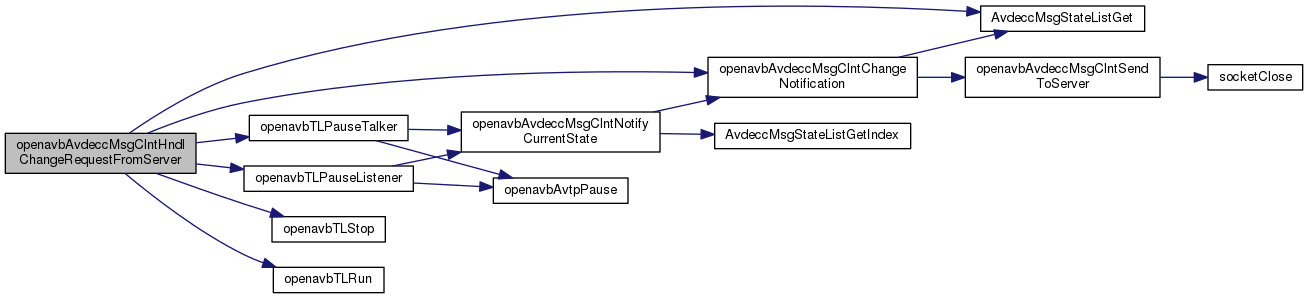 openavbAvdeccMsgClntHndl
ChangeRequestFromServer
openavbTLPauseTalker
openavbTLPauseListener
openavbTLStop
openavbTLRun
openavbAvdeccMsgClntNotify
CurrentState
openavbAvtpPause
openavbAvdeccMsgClntChange
Notification
AvdeccMsgStateListGetIndex
AvdeccMsgStateListGet
openavbAvdeccMsgClntSend
ToServer
socketClose